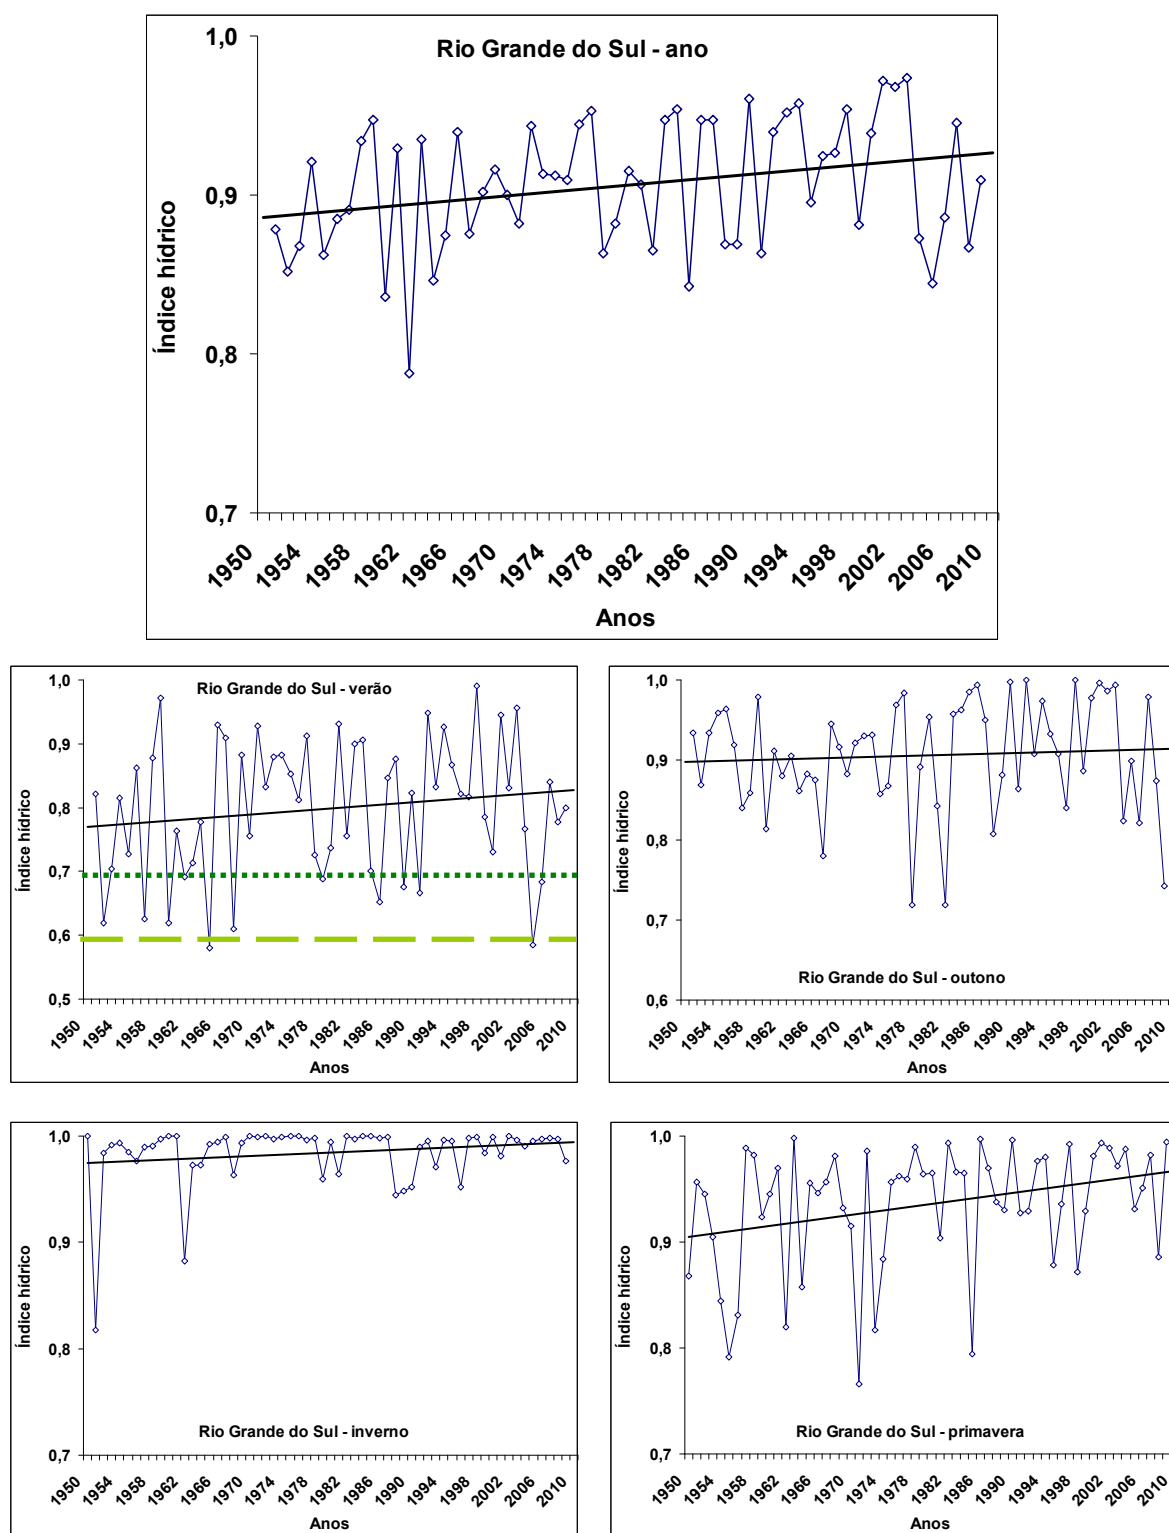 Rio Grande do Sul - ano
1,0
0,9
0,8
0,7
Índice hídrico
1950 1954 1958 1962 1966 1970 1974 1978 1982 1986 1990 1994 1998 2002 2006 2010
Anos
Rio Grande do Sul - verão
1,0
0,9
0,8
0,7
0,6
0,5
Índice hídrico
1950 1954 1958 1962 1966 1970 1974 1978 1982 1986 1990 1994 1998 2002 2006 2010
Anos
1,0
0,9
0,8
0,7
0,6
Índice hídrico
Rio Grande do Sul - outono
1950 1954 1958 1962 1966 1970 1974 1978 1982 1986 1990 1994 1998 2002 2006 2010
Anos
1,0
0,9
0,8
0,7
Índice hídrico
Rio Grande do Sul - inverno
1950 1954 1958 1962 1966 1970 1974 1978 1982 1986 1990 1994 1998 2002 2006 2010
Anos
1,0
0,9
0,8
0,7
Índice hídrico
Rio Grande do Sul - primavera
1950 1954 1958 1962 1966 1970 1974 1978 1982 1986 1990 1994 1998 2002 2006 2010
Anos